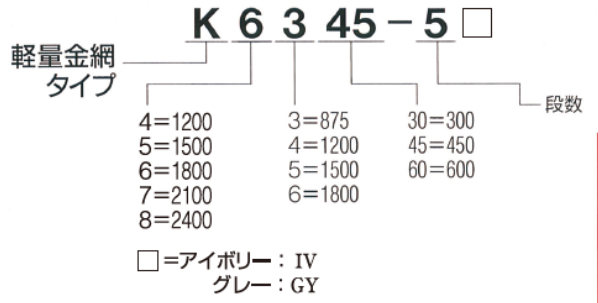 K 6 3 45－5□
軽量金網
タイプ
段数
4=1200
5=1500
6=1800
7=2100
8=2400
3=875
4=1200
5=1500
6=1800
30=300
45=450
60=600
□=アイボリー：IV
グレー：GY